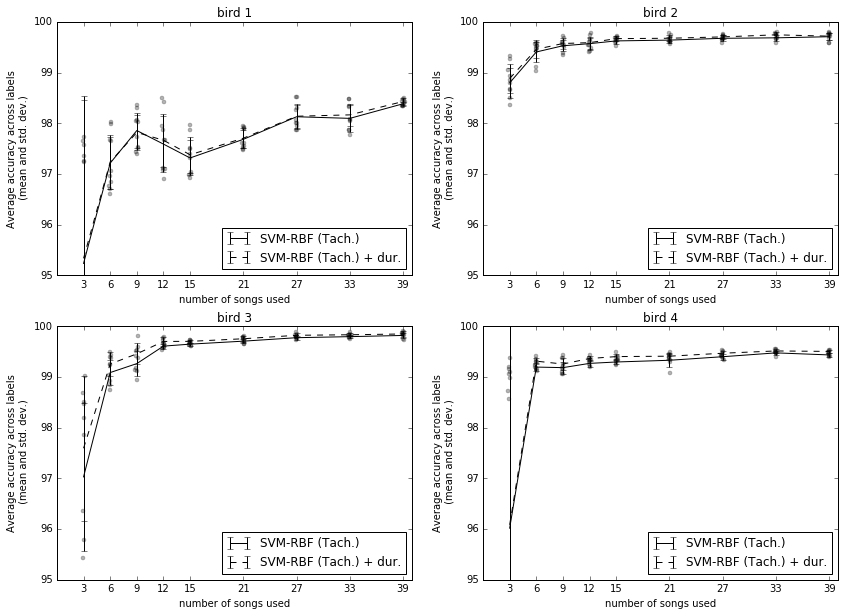 bird 1
100
99
98
97
96
95
Average accuracy across labels
(mean and std. dev.)
3 6 9 12 15 21 27 33 39
number of songs used
SVM-RBF (Tach.)
SVM-RBF (Tach.) + dur.
bird 2
100
99
98
97
96
95
Average accuracy across labels
(mean and std. dev.)
3 6 9 12 15 21 27 33 39
number of songs used
SVM-RBF (Tach.)
SVM-RBF (Tach.) + dur.
bird 3
100
99
98
97
96
95
Average accuracy across labels
(mean and std. dev.)
3 6 9 12 15 21 27 33 39
number of songs used
SVM-RBF (Tach.)
SVM-RBF (Tach.) + dur.
bird 4
100
99
98
97
96
95
Average accuracy across labels
(mean and std. dev.)
3 6 9 12 15 21 27 33 39
number of songs used
SVM-RBF (Tach.)
SVM-RBF (Tach.) + dur.